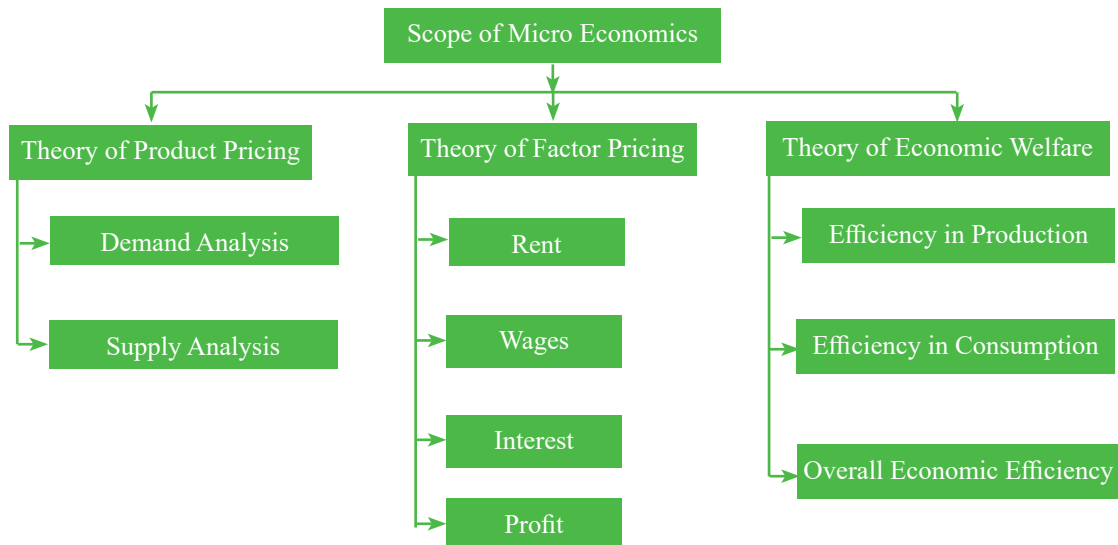 Scope of Micro Economics
Theory of Product Pricing
Demand Analysis
Supply Analysis
Theory of Factor Pricing
Rent
Wages
Interest
Profit
Theory of Economic Welfare
Efficiency in Production
Efficiency in Consumption
Overall Economic Efficiency